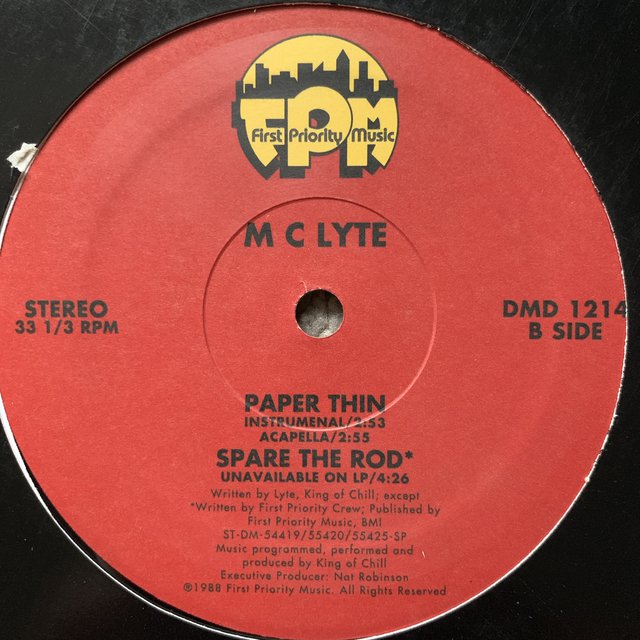 FPM
First Priority Music
M C LYTE
STEREO
33 1/3 RPM
DMD 1214
B SIDE
PAPER THIN
INSTRUMENAL/2:53
ACAPELLA/2:55
SPARE THE ROD*
UNAVAILABLE ON LP/4:26
Written by Lyte, King of Chill; except
*Written by First Priority Crew; Published by
First Priority Music, BMI
ST-DM-54419/55420/55425-SP
Music programmed, performed and
produced by King of Chill
Executive Producer: Nat Robinson
℗1988 First Priority Music. All Rights Reserved